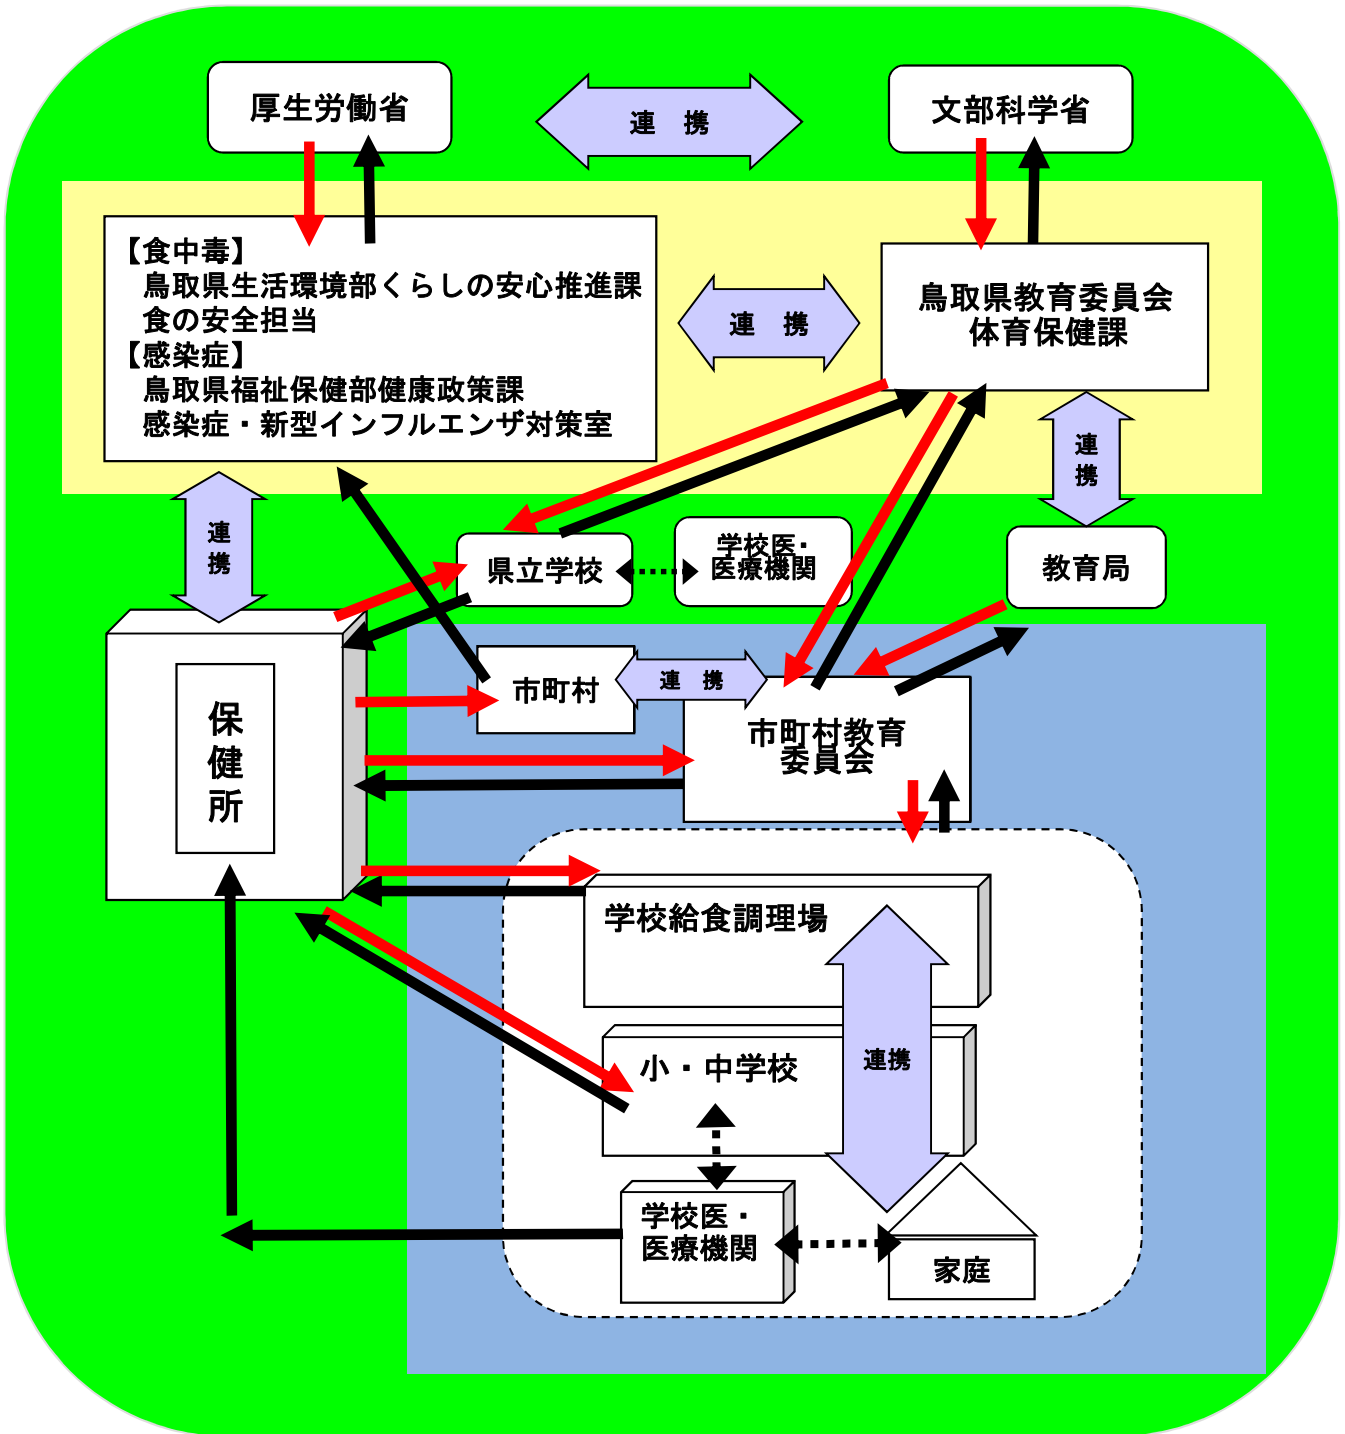 厚生労働省
連　携
文部科学省
【食中毒】
鳥取県生活環境部くらしの安心推進課
食の安全担当
【感染症】
鳥取県福祉保健部健康政策課
感染症・新型インフルエンザ対策室
連　携
鳥取県教育委員会
体育保健課
連
携
連
携
県立学校
学校医・
医療機関
教育局
保
健
所
市町村
連　携
市町村教育
委員会
学校給食調理場
小・中学校
連携
学校医・
医療機関
家庭